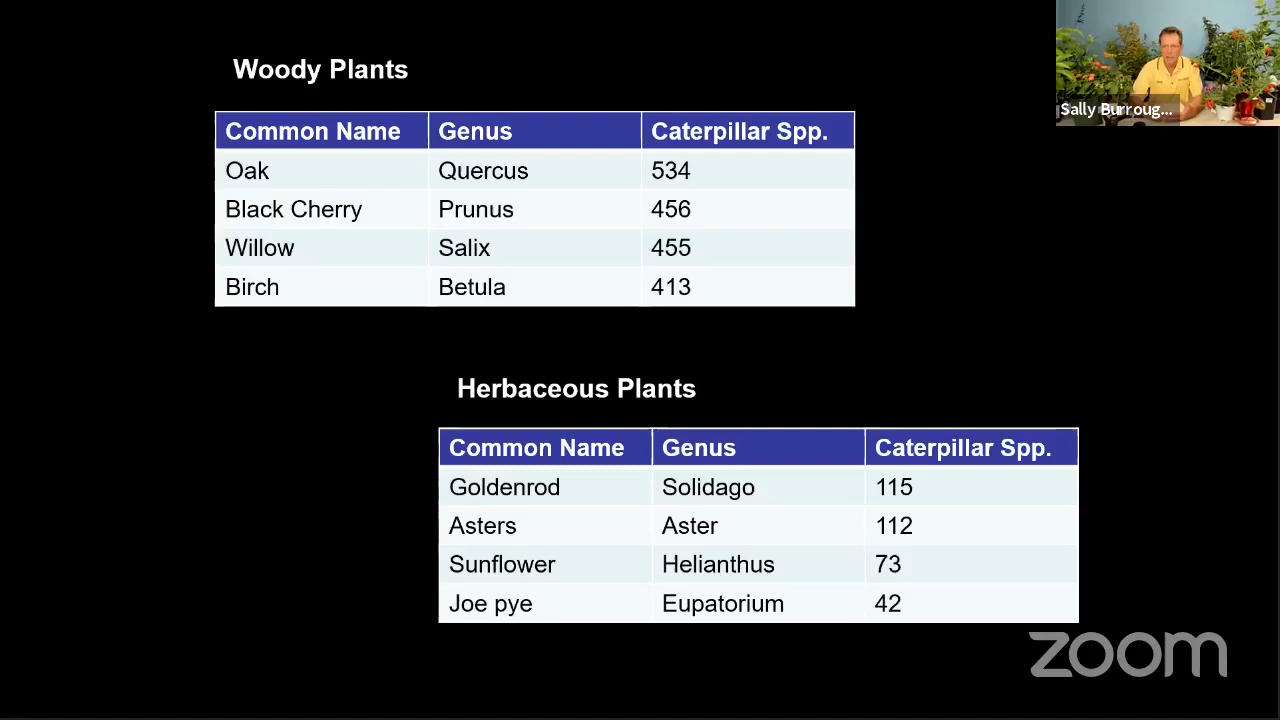 Sally Burroug...
Woody Plants
Common Name Genus Caterpillar Spp.
Oak Quercus 534
Black Cherry Prunus 456
Willow Salix 455
Birch Betula 413
Herbaceous Plants
Common Name Genus Caterpillar Spp.
Goldenrod Solidago 115
Asters Aster 112
Sunflower Helianthus 73
Joe pye Eupatorium 42
zoom